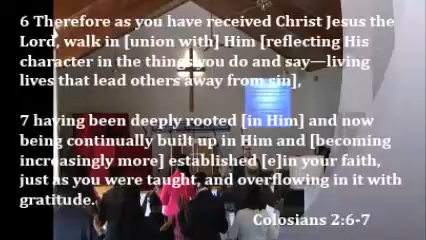 6 Therefore as you have received Christ Jesus the
Lord, walk in [union with] Him [reflecting His
character in the things you do and say—living
lives that lead others away from sin],
7 having been deeply rooted [in Him] and now
being continually built up in Him and [becoming
increasingly more] established [e]in your faith,
just as you were taught, and overflowing in it with
gratitude.
Colossians 2:6-7